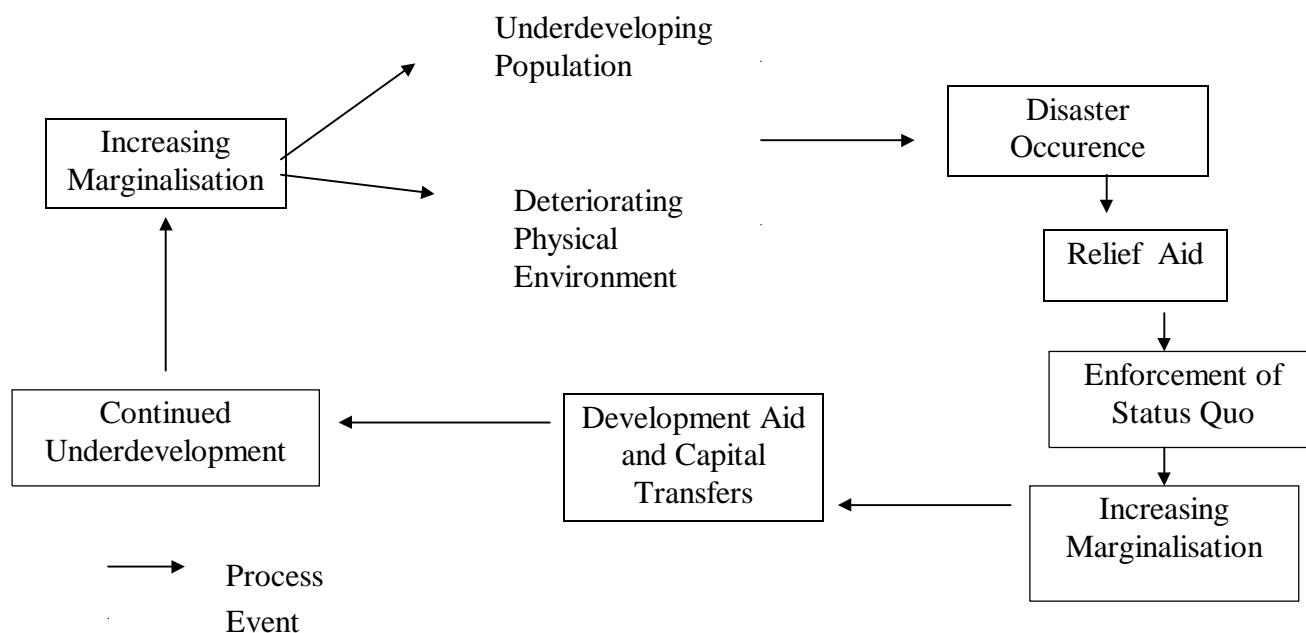 Underdeveloping
Population
Increasing
Marginalisation
Deteriorating
Physical
Environment
Disaster
Occurence
Relief Aid
Enforcement of
Status Quo
Increasing
Marginalisation
Development Aid
and Capital
Transfers
Continued
Underdevelopment
Process
Event